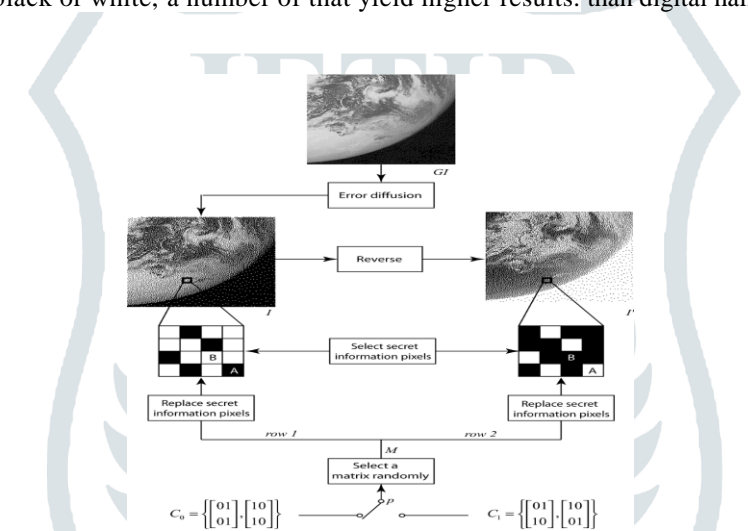 black or white, a number of that yield higher results. than digital hal
JETIR
GI
Error diffusion
Reverse
I
I'
B
A
Select secret
information pixels
B
A
Replace secret
information pixels
Replace secret
information pixels
row 1
row 2
M
Select a
matrix randomly
p
C₀ = {[01 01], [10 10]}
C₁ = {[01 10], [10 01]}